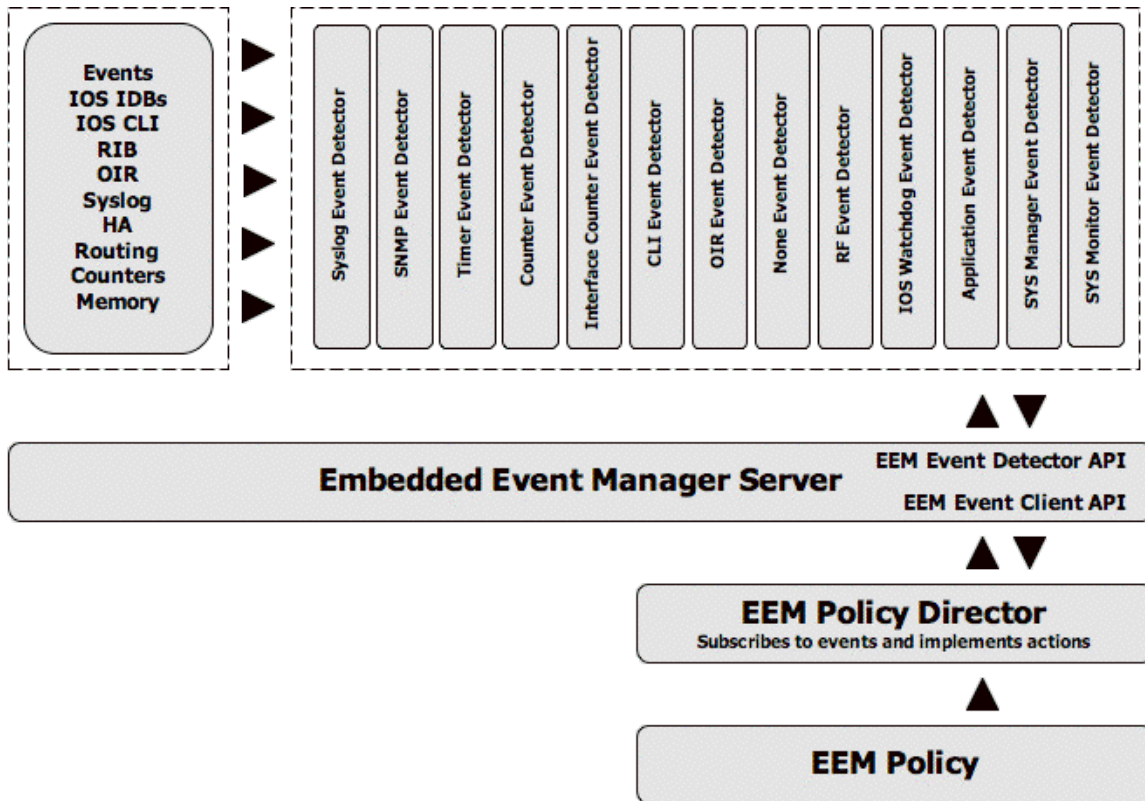 Events
IOS IDBs
IOS CLI
RIB
OIR
Syslog
HA
Routing
Counters
Memory
Syslog Event Detector
SNMP Event Detector
Timer Event Detector
Counter Event Detector
Interface Counter Event Detector
CLI Event Detector
OIR Event Detector
None Event Detector
RF Event Detector
IOS Watchdog Event Detector
Application Event Detector
SYS Manager Event Detector
SYS Monitor Event Detector
Embedded Event Manager Server
EEM Event Detector API
EEM Event Client API
EEM Policy Director
Subscribes to events and implements actions
EEM Policy